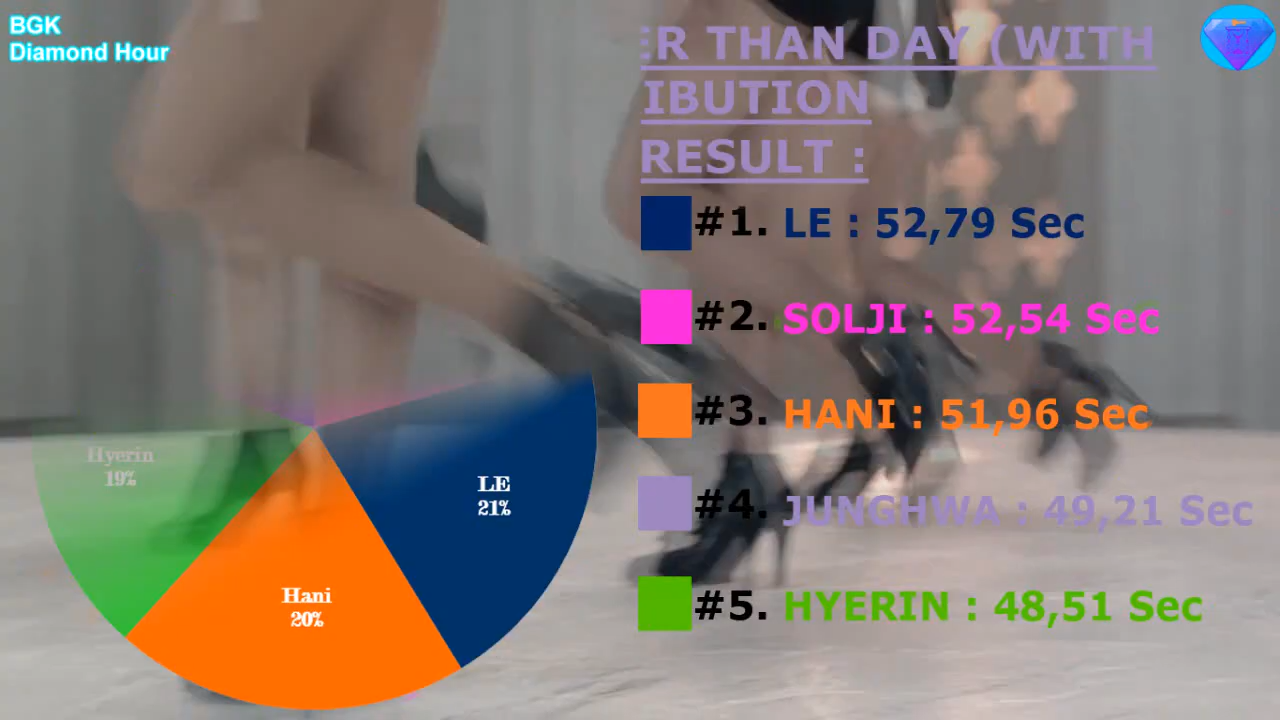 BGK
Diamond Hour
ER THAN DAY (WITH
IBUTION
RESULT :
#1. LE : 52,79 Sec
#2. SOLJI : 52,54 Sec
#3. HANI : 51,96 Sec
#4. JUNGHWA : 49,21 Sec
#5. HYERIN : 48,51 Sec
Hyerin
19%
LE
21%
Hani
20%